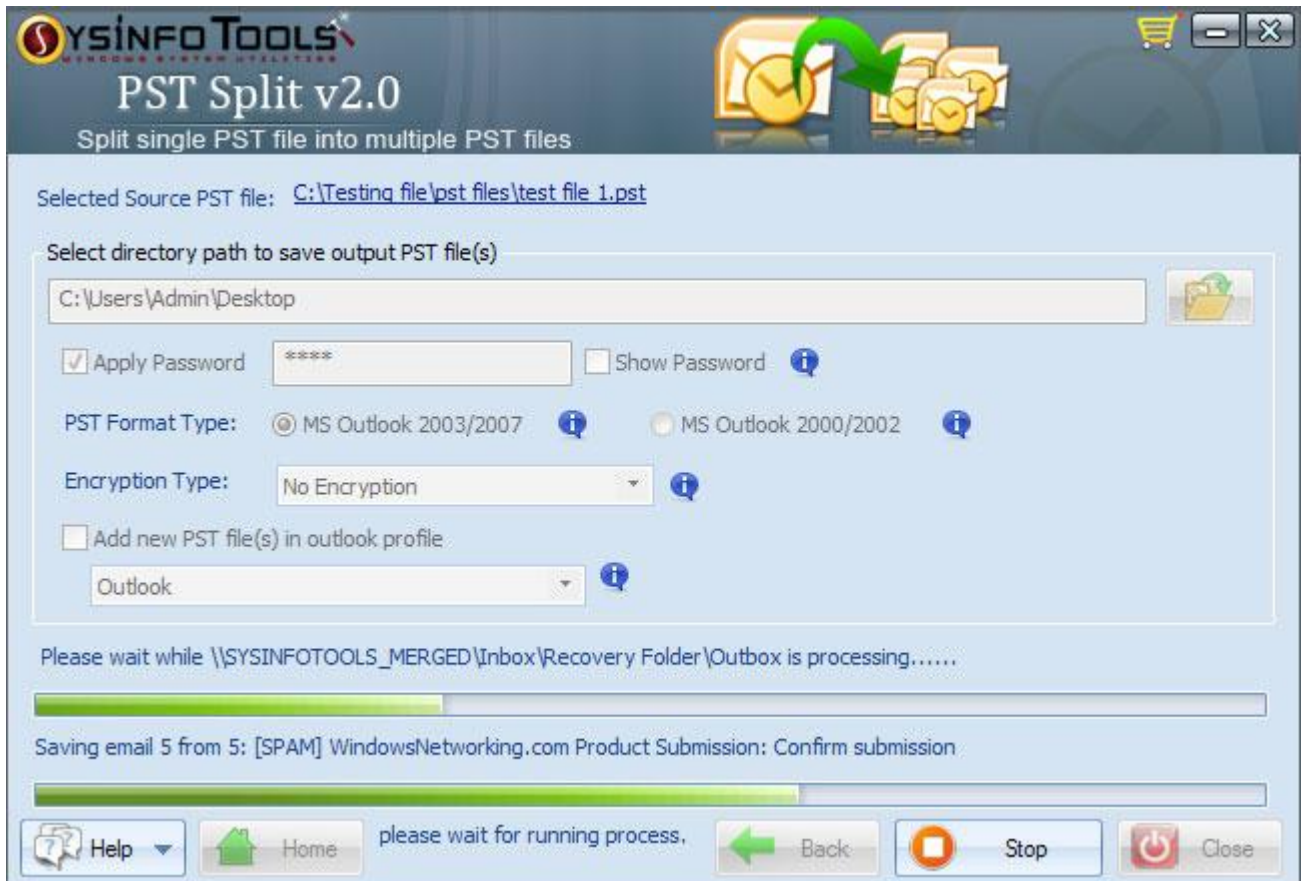 SYSINFOTOOLS
WINDOWS SYSTEM UTILITIES
PST Split v2.0
Split single PST file into multiple PST files
Selected Source PST file: C:\Testing file\pst files\test file 1.pst
Select directory path to save output PST file(s)
C:\Users\Admin\Desktop
Apply Password **** Show Password
PST Format Type: MS Outlook 2003/2007 MS Outlook 2000/2002
Encryption Type: No Encryption
Add new PST file(s) in outlook profile
Outlook
Please wait while \\SYSINFOTOOLS_MERGED\Inbox\Recovery Folder\Outbox is processing......
Saving email 5 from 5: [SPAM] WindowsNetworking.com Product Submission: Confirm submission
Help Home please wait for running process. Back Stop Close